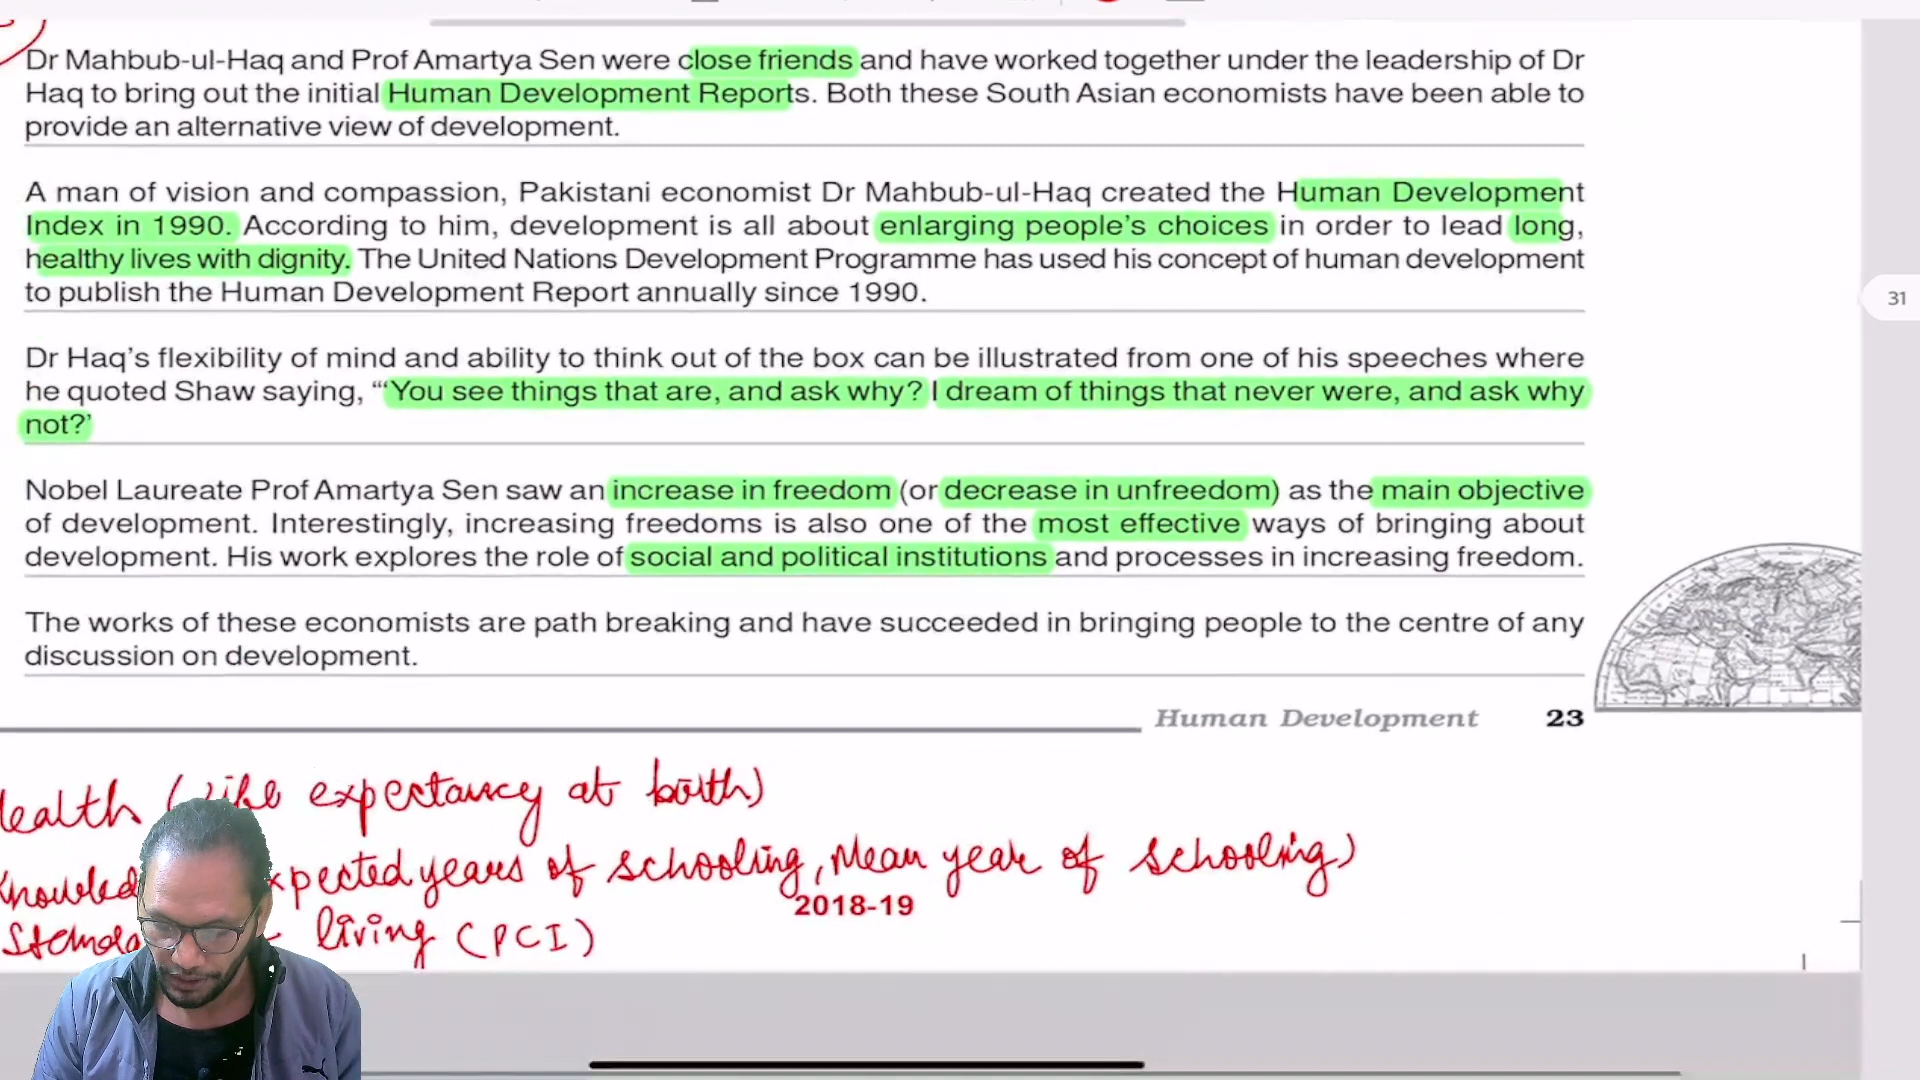 Dr Mahbub-ul-Haq and Prof Amartya Sen were close friends and have worked together under the leadership of Dr
Haq to bring out the initial Human Development Reports. Both these South Asian economists have been able to
provide an alternative view of development.
A man of vision and compassion, Pakistani economist Dr Mahbub-ul-Haq created the Human Development
Index in 1990. According to him, development is all about enlarging people's choices in order to lead long,
healthy lives with dignity. The United Nations Development Programme has used his concept of human development
to publish the Human Development Report annually since 1990.
31
Dr Haq's flexibility of mind and ability to think out of the box can be illustrated from one of his speeches where
he quoted Shaw saying, “‘You see things that are, and ask why? I dream of things that never were, and ask why
not?’
Nobel Laureate Prof Amartya Sen saw an increase in freedom (or decrease in unfreedom) as the main objective
of development. Interestingly, increasing freedoms is also one of the most effective ways of bringing about
development. His work explores the role of social and political institutions and processes in increasing freedom.
The works of these economists are path breaking and have succeeded in bringing people to the centre of any
discussion on development.
Human Development 23
expectancy at birth)
years of schooling, Mean year of schooling)
2018-19
living (PCI)